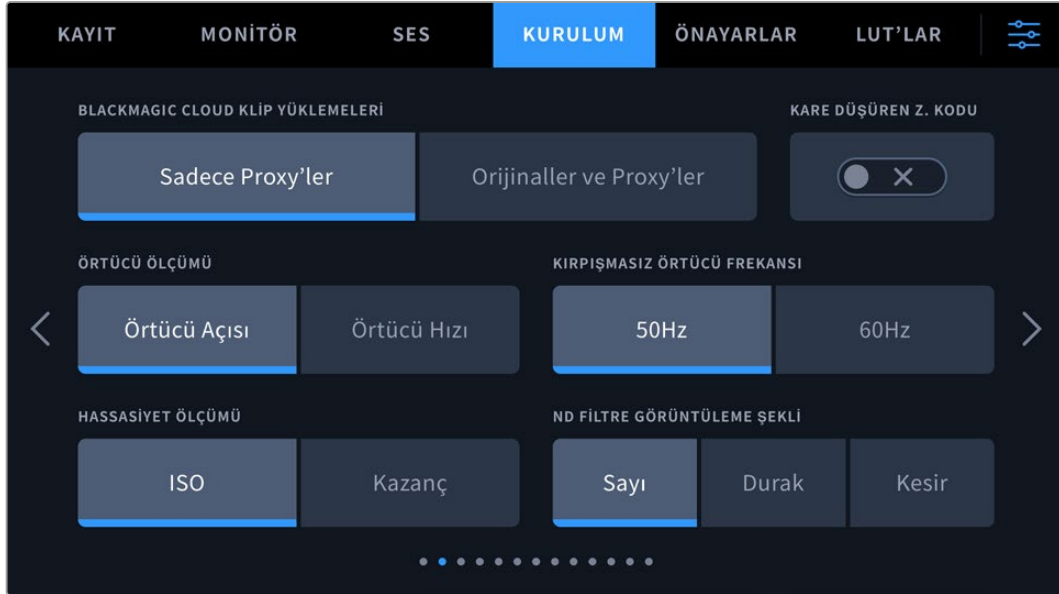 KAYIT MONİTÖR SES KURULUM ÖNAYARLAR LUT’LAR
BLACKMAGIC CLOUD KLİP YÜKLEMELERİ KARE DÜŞÜREN Z. KODU
Sadece Proxy’ler Orijinaller ve Proxy’ler
ÖRTÜCÜ ÖLÇÜMÜ KIRPIŞMASIZ ÖRTÜCÜ FREKANSI
Örtücü Açısı Örtücü Hızı 50Hz 60Hz
HASSASİYET ÖLÇÜMÜ ND FİLTRE GÖRÜNTÜLEME ŞEKLİ
ISO Kazanç Sayı Durak Kesir